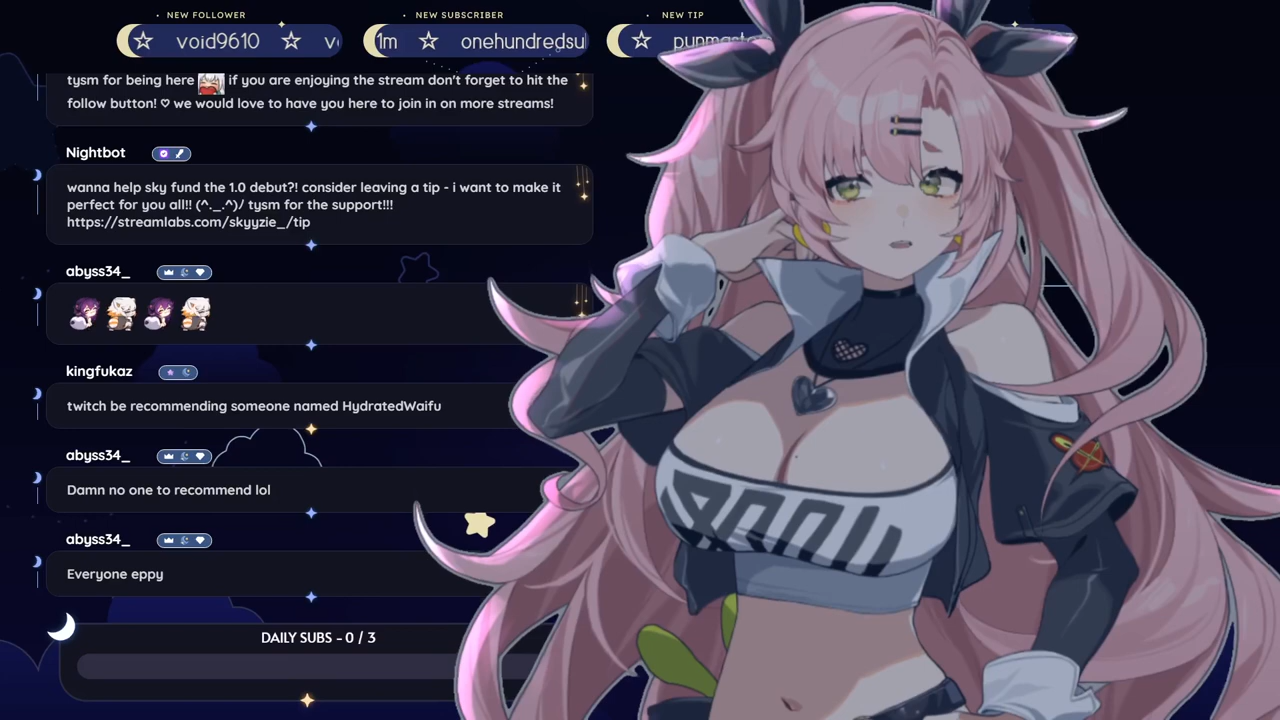 NEW FOLLOWER
NEW SUBSCRIBER
NEW TIP
void9610
1m
onehundredsu
tysm for being here if you are enjoying the stream don't forget to hit the
follow button! ♡ we would love to have you here to join in on more streams!
Nightbot
wanna help sky fund the 1.0 debut?! consider leaving a tip - i want to make it
perfect for you all!! (^._.^)ﾉ tysm for the support!!!
https://streamlabs.com/skyyzie_/tip
abyss34_
kingfukaz
twitch be recommending someone named HydratedWaifu
abyss34_
Damn no one to recommend lol
abyss34_
Everyone eppy
DAILY SUBS - 0 / 3